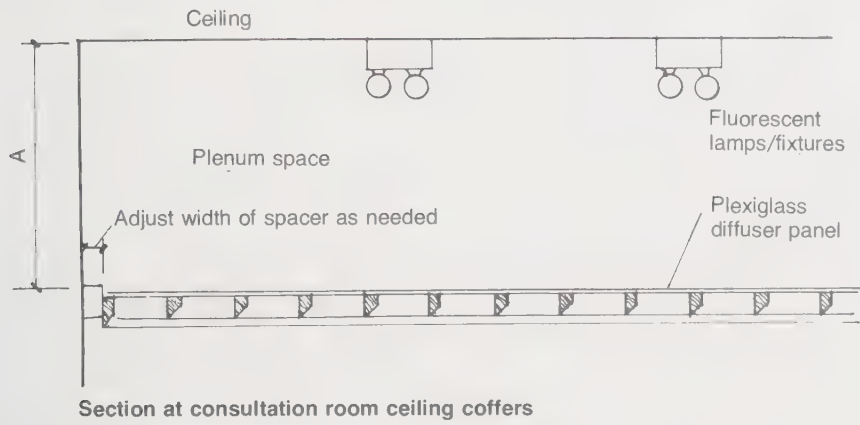 Ceiling
Fluorescent
lamps/fixtures
A
Plenum space
Plexiglass
diffuser panel
Adjust width of spacer as needed
Section at consultation room ceiling coffers